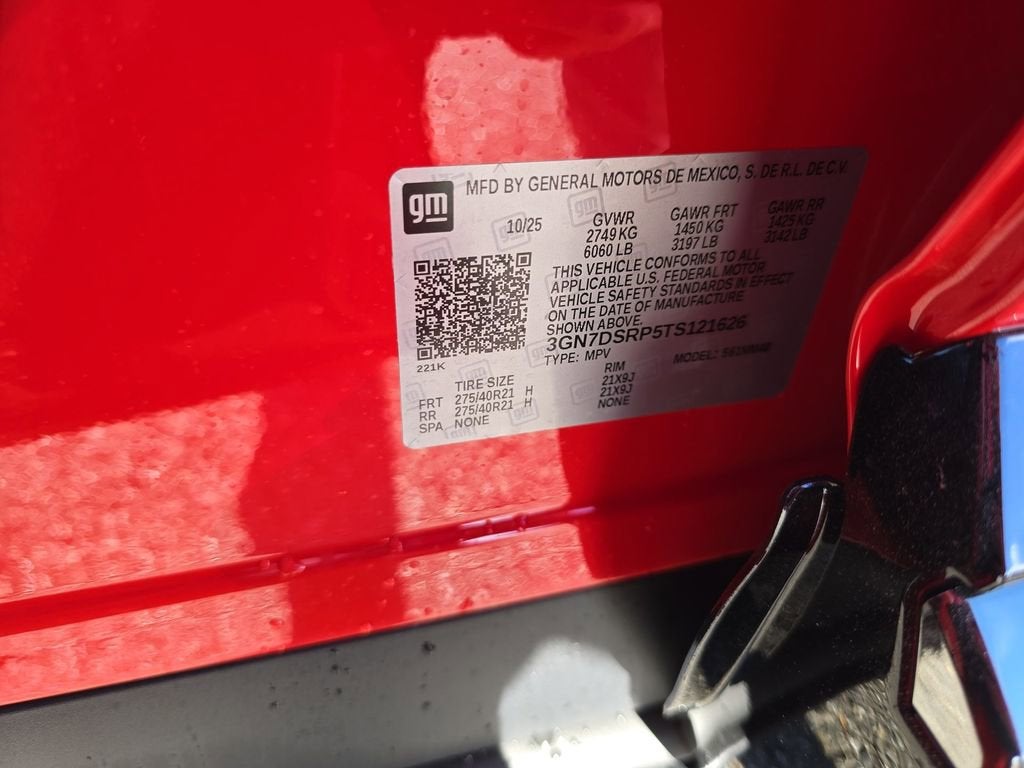 gm
MFD BY GENERAL MOTORS DE MEXICO, S. DE R.L. DE C.V.
10/25 GVWR GAWR FRT GAWR RR
2749 KG 1450 KG 1425 KG
6060 LB 3197 LB 3142 LB
THIS VEHICLE CONFORMS TO ALL
APPLICABLE U.S. FEDERAL MOTOR
VEHICLE SAFETY STANDARDS IN EFFECT
ON THE DATE OF MANUFACTURE
SHOWN ABOVE.
3GN7DSRP5TS121626
TYPE: MPV MODEL:
221K
TIRE SIZE RIM
FRT 275/40R21 H 21X9J
RR 275/40R21 H 21X9J
SPA NONE NONE